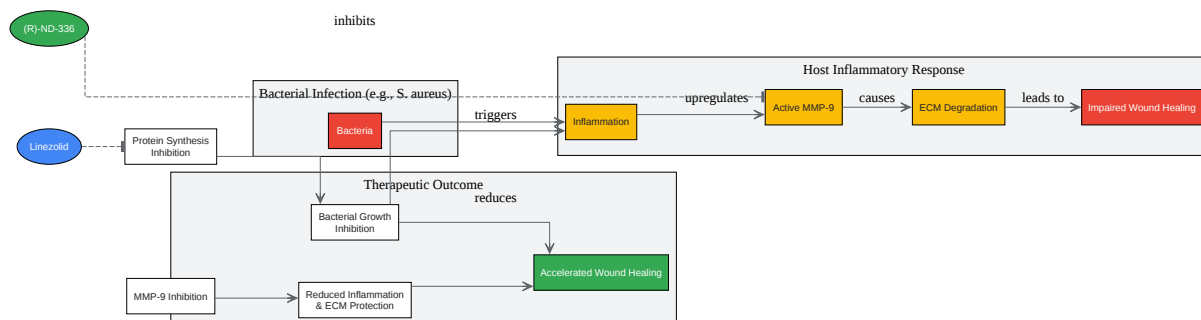 (R)-ND-336
inhibits
Host Inflammatory Response
Bacterial Infection (e.g., S. aureus)
upregulates
Active MMP-9
causes
ECM Degradation
leads to
Impaired Wound Healing
triggers
Inflammation
Bacteria
Linezolid
Protein Synthesis
Inhibition
Therapeutic Outcome
reduces
Bacterial Growth
Inhibition
Accelerated Wound Healing
MMP-9 Inhibition
Reduced Inflammation
& ECM Protection